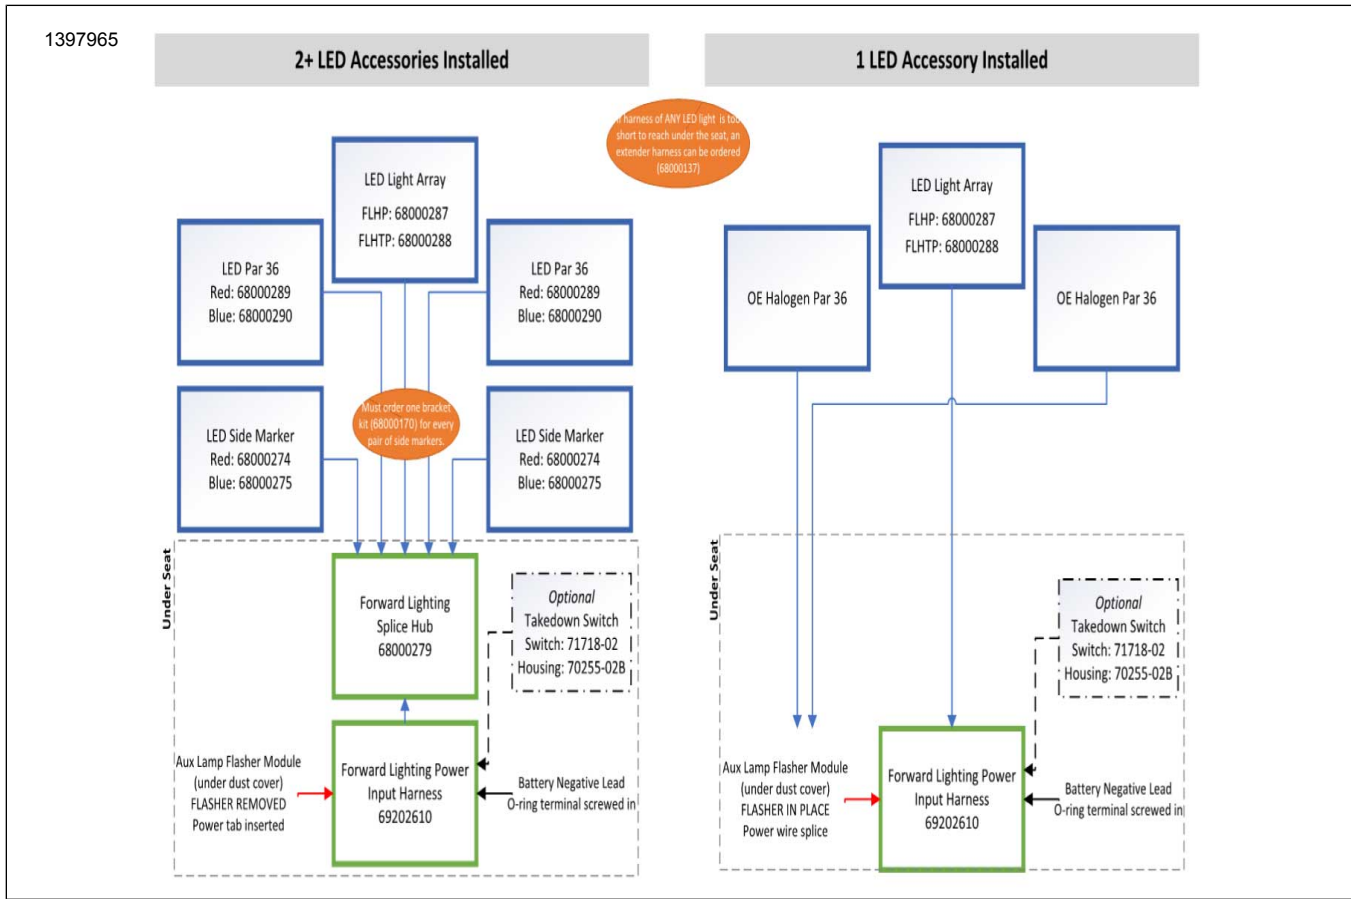 1397965
2+ LED Accessories Installed
1 LED Accessory Installed
harness of ANY LED light is too
short to reach under the seat, an
extender harness can be ordered
(68000137)
LED Light Array
FLHP: 68000287
FLHTP: 68000288
LED Par 36
Red: 68000289
Blue: 68000290
LED Par 36
Red: 68000289
Blue: 68000290
Must order one bracket
kit (68000170) for every
pair of side markers.
LED Side Marker
Red: 68000274
Blue: 68000275
LED Side Marker
Red: 68000274
Blue: 68000275
Under Seat
Forward Lighting
Splice Hub
68000279
Optional
Takedown Switch
Switch: 71718-02
Housing: 70255-02B
Aux Lamp Flasher Module
(under dust cover)
FLASHER REMOVED
Power tab inserted
Forward Lighting Power
Input Harness
69202610
Battery Negative Lead
O-ring terminal screwed in
LED Light Array
FLHP: 68000287
FLHTP: 68000288
OE Halogen Par 36
OE Halogen Par 36
Under Seat
Optional
Takedown Switch
Switch: 71718-02
Housing: 70255-02B
Aux Lamp Flasher Module
(under dust cover)
FLASHER IN PLACE
Power wire splice
Forward Lighting Power
Input Harness
69202610
Battery Negative Lead
O-ring terminal screwed in